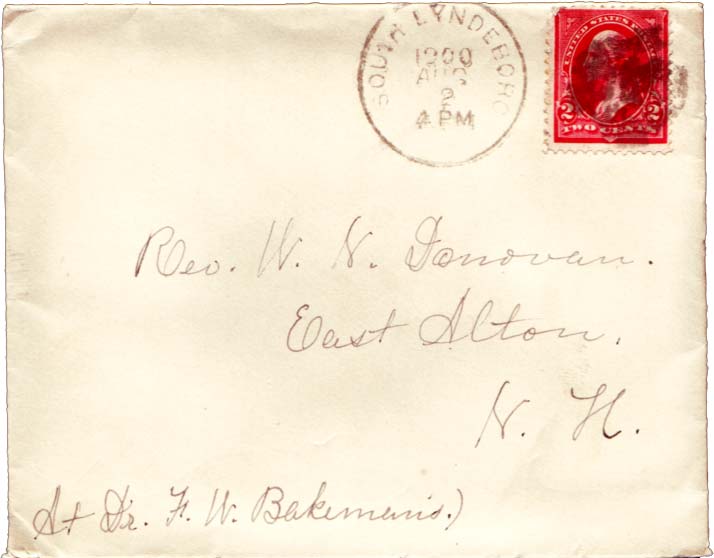 SOUTH LYNDEBORO
1900
AUG
2
4 PM
UNITED STATES POSTAGE
2 2
TWO CENTS
Rev. W. N. Donovan.
East Alton.
N. H.
At Dr. F. W. Bakeman's.)